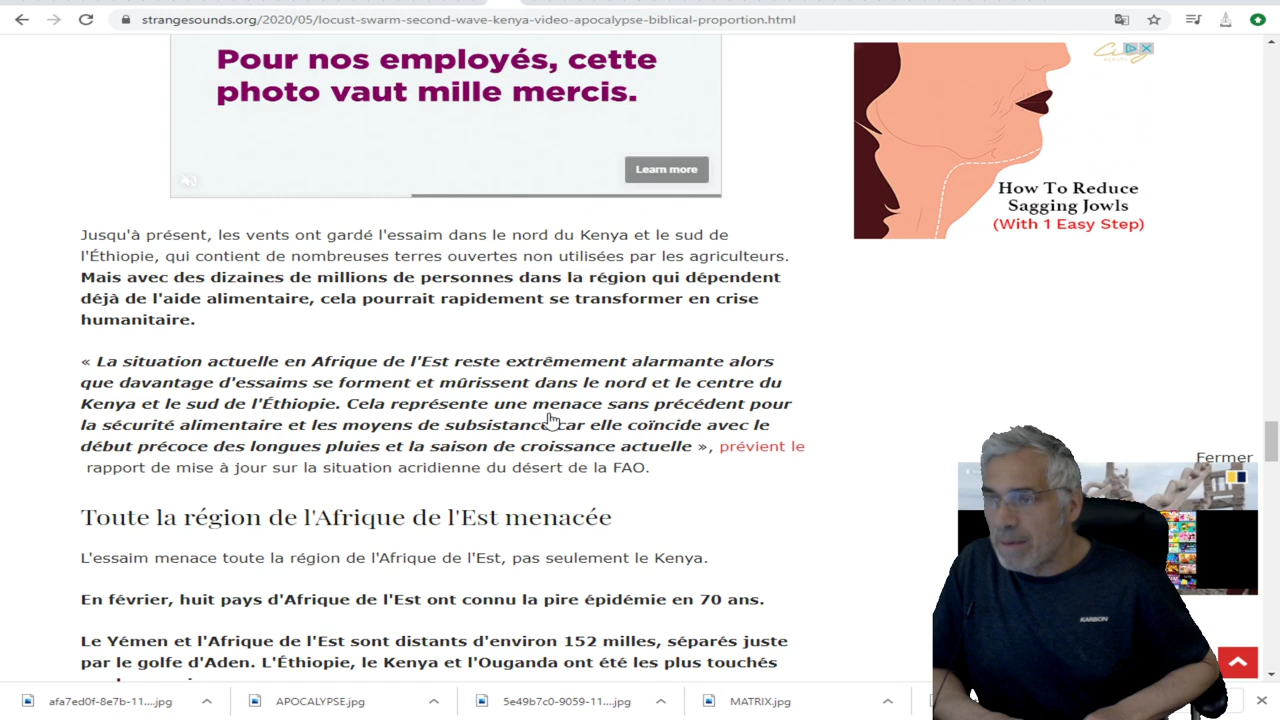 strangesounds.org/2020/05/locust-swarm-second-wave-kenya-video-apocalypse-biblical-proportion.html
Pour nos employés, cette
photo vaut mille mercis.
Learn more
How To Reduce
Sagging Jowls
(With 1 Easy Step)
Jusqu'à présent, les vents ont gardé l'essaim dans le nord du Kenya et le sud de
l'Éthiopie, qui contient de nombreuses terres ouvertes non utilisées par les agriculteurs.
Mais avec des dizaines de millions de personnes dans la région qui dépendent
déjà de l'aide alimentaire, cela pourrait rapidement se transformer en crise
humanitaire.
« La situation actuelle en Afrique de l'Est reste extrêmement alarmante alors
que davantage d'essaims se forment et mûrissent dans le nord et le centre du
Kenya et le sud de l'Éthiopie. Cela représente une menace sans précédent pour
la sécurité alimentaire et les moyens de subsistance car elle coïncide avec le
début précoce des longues pluies et la saison de croissance actuelle », prévient le
rapport de mise à jour sur la situation acridienne du désert de la FAO.
Fermer
Toute la région de l'Afrique de l'Est menacée
L'essaim menace toute la région de l'Afrique de l'Est, pas seulement le Kenya.
En février, huit pays d'Afrique de l'Est ont connu la pire épidémie en 70 ans.
Le Yémen et l'Afrique de l'Est sont distants d'environ 152 milles, séparés juste
par le golfe d'Aden. L'Éthiopie, le Kenya et l'Ouganda ont été les plus touchés
KARBON
afa7ed0f-8e7b-11....jpg
APOCALYPSE.jpg
5e49b7c0-9059-11....jpg
MATRIX.jpg